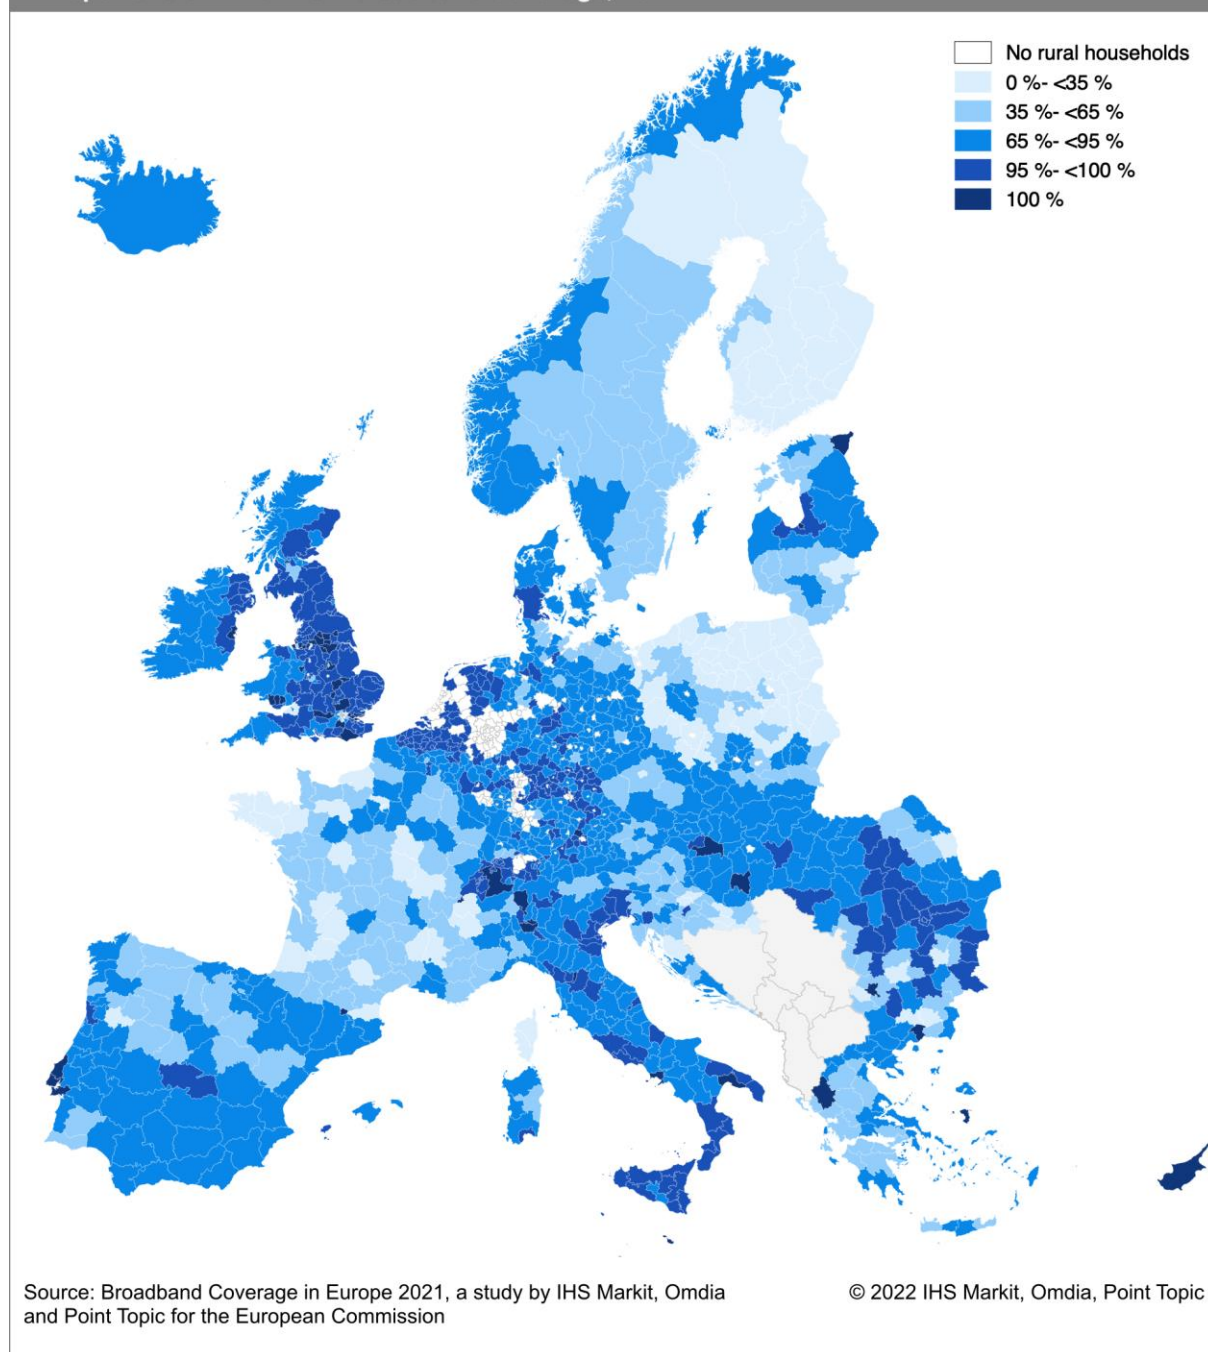 No rural households
0 %- <35 %
35 %- <65 %
65 %- <95 %
95 %- <100 %
100 %
Source: Broadband Coverage in Europe 2021, a study by IHS Markit, Omdia
and Point Topic for the European Commission
© 2022 IHS Markit, Omdia, Point Topic